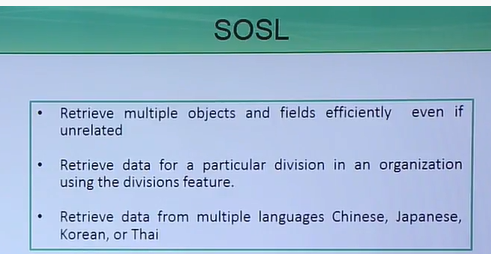 SOSL
• Retrieve multiple objects and fields efficiently even if
unrelated
• Retrieve data for a particular division in an organization
using the divisions feature.
• Retrieve data from multiple languages Chinese, Japanese,
Korean, or Thai